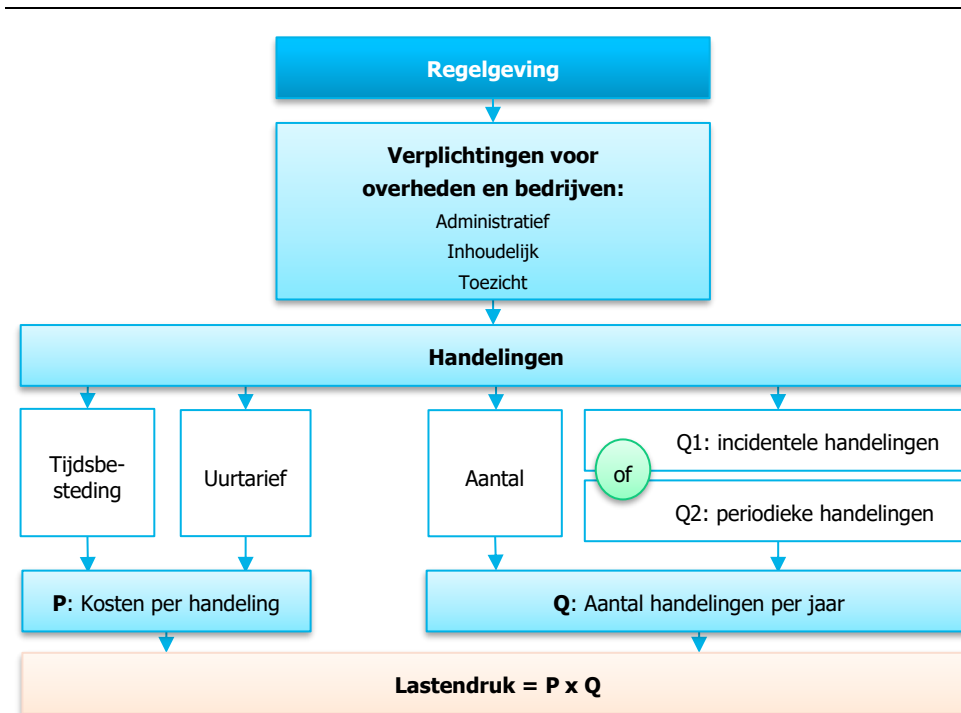 Regelgeving
Verplichtingen voor
overheden en bedrijven:
Administratief
Inhoudelijk
Toezicht
Handelingen
Tijdsbe-
steding
Uurtarief
Aantal
Q1: incidentele handelingen
of
Q2: periodieke handelingen
P: Kosten per handeling
Q: Aantal handelingen per jaar
Lastendruk = P x Q